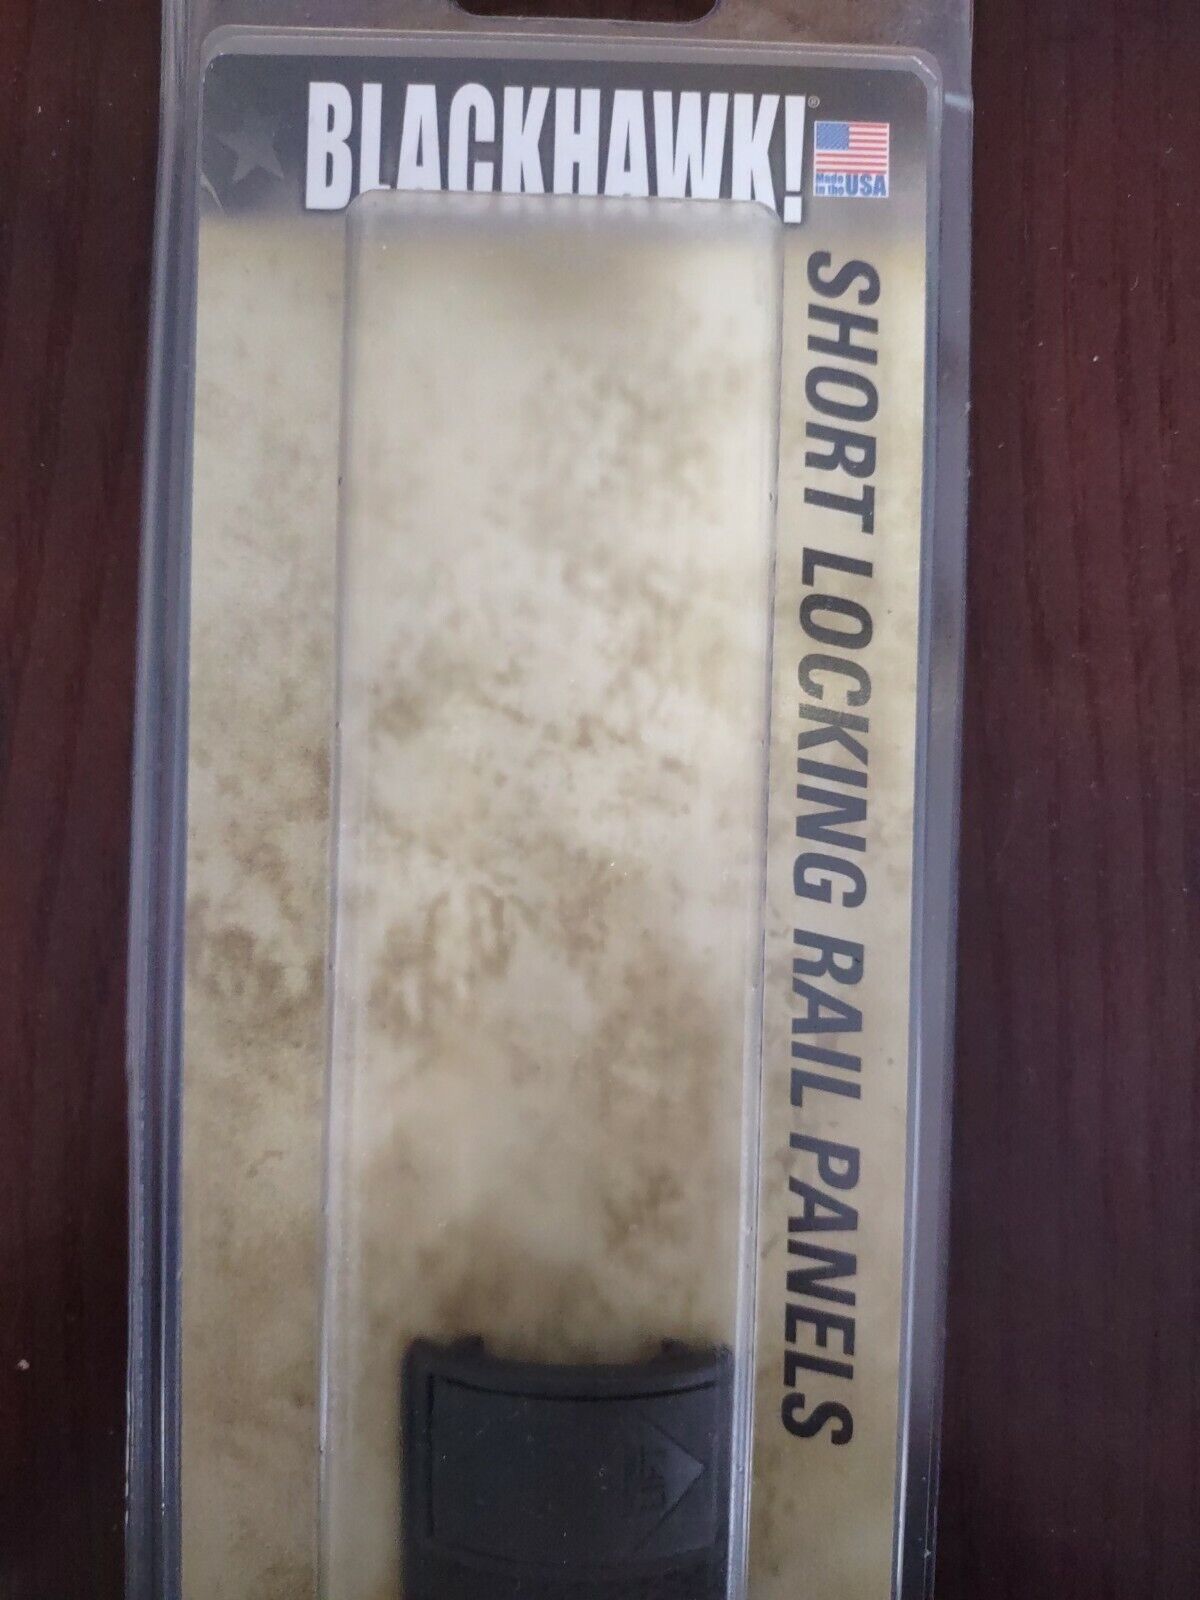 BLACKHAWK!®
Made
in the USA
SHORT LOCKING RAIL PANELS